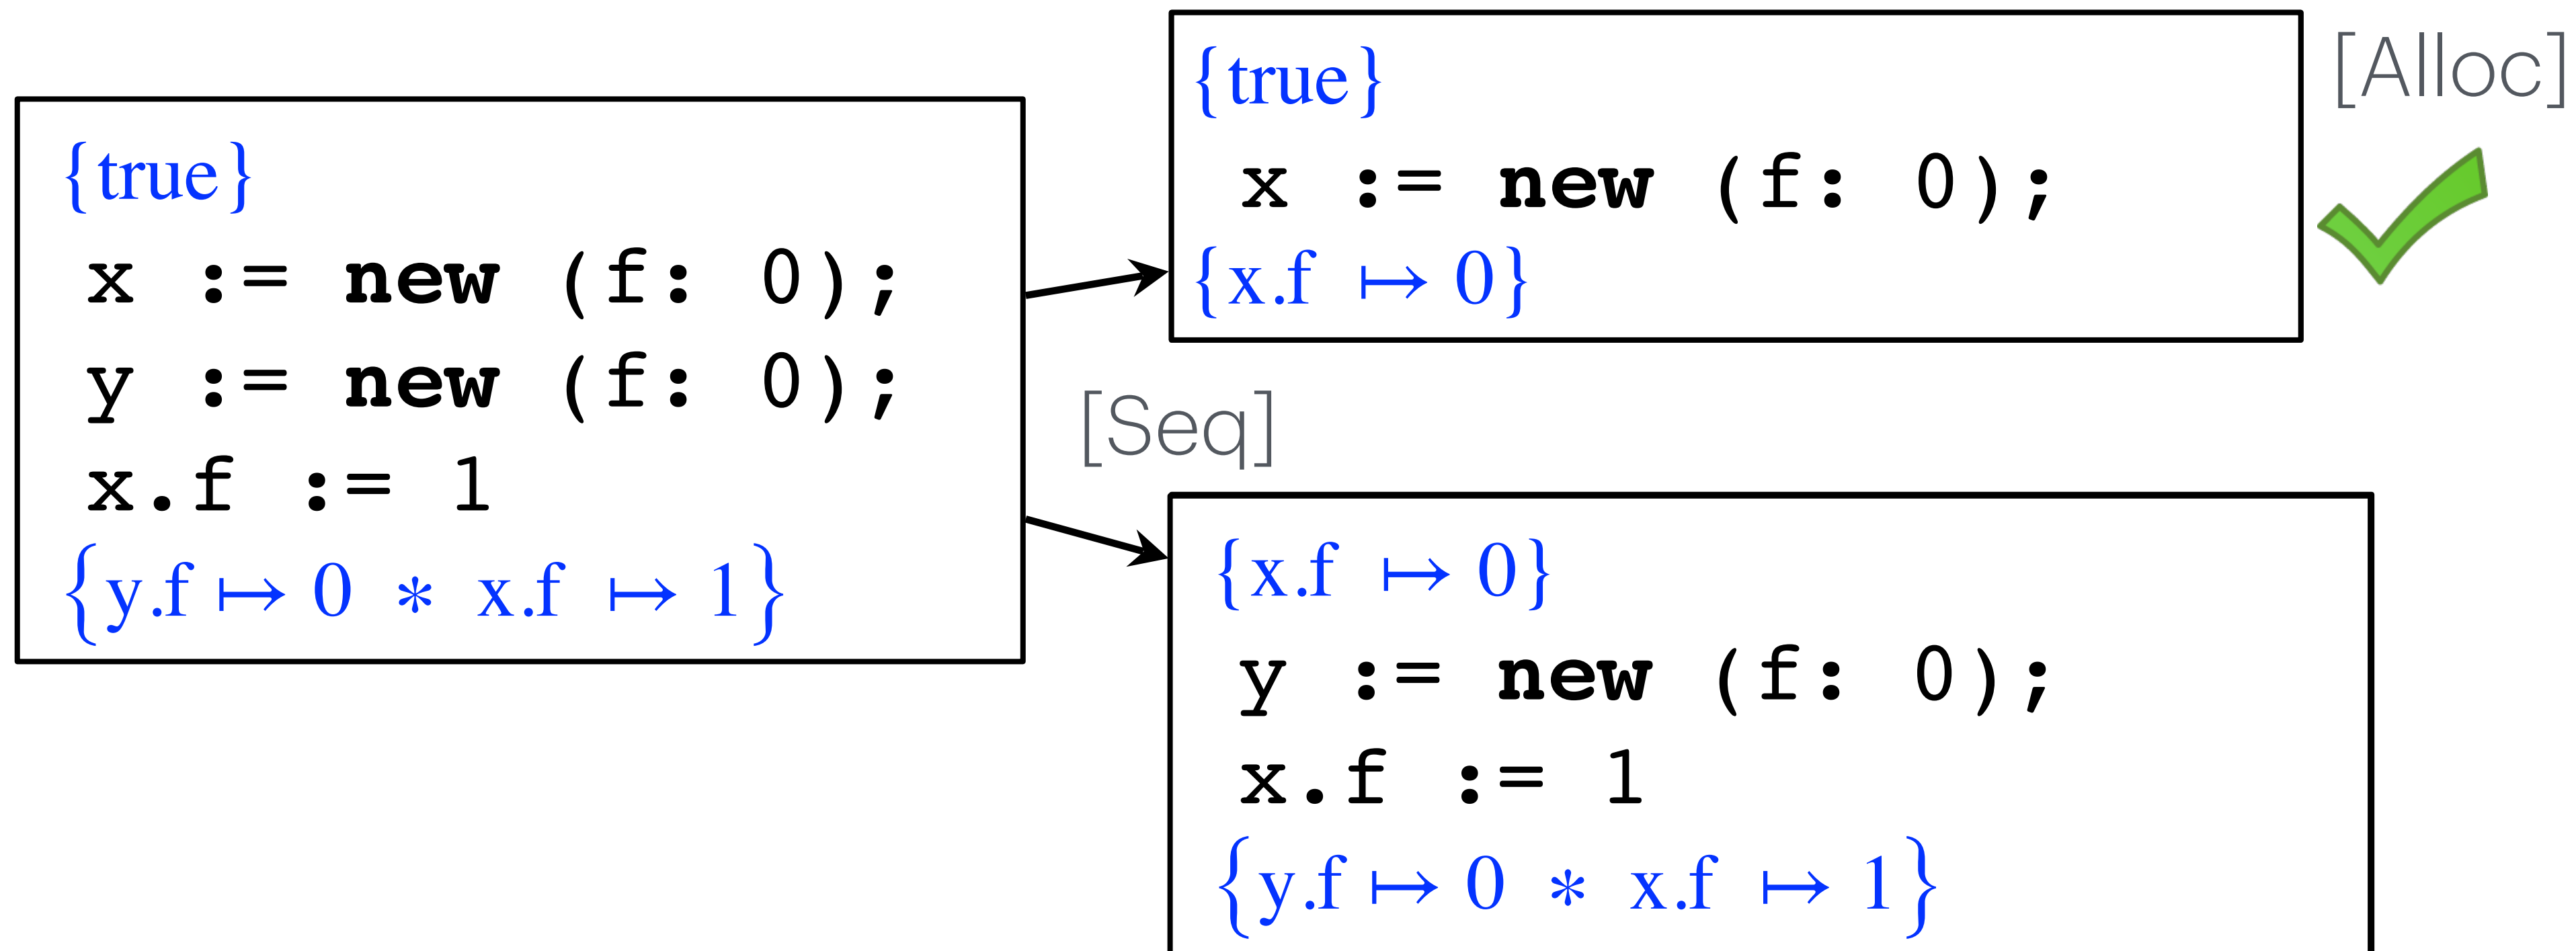 {true}
x := new (f: 0);
y := new (f: 0);
x.f := 1
{y.f ↦ 0 * x.f ↦ 1}
[Seq]
{true}
x := new (f: 0);
{x.f ↦ 0}
[Alloc]
{x.f ↦ 0}
y := new (f: 0);
x.f := 1
{y.f ↦ 0 * x.f ↦ 1}